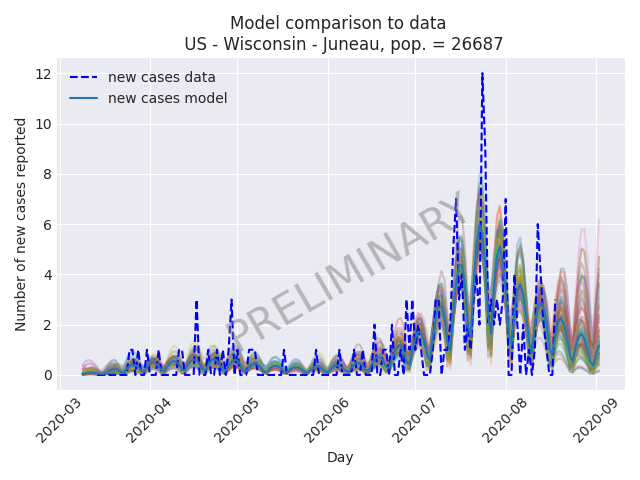 Model comparison to data
US - Wisconsin - Juneau, pop. = 26687
new cases data
new cases model
PRELIMINARY
Number of new cases reported
12
10
8
6
4
2
0
2020-03
2020-04
2020-05
2020-06
2020-07
2020-08
2020-09
Day